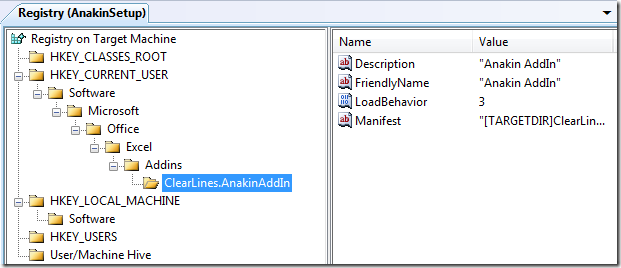 Registry (AnakinSetup)
Registry on Target Machine
HKEY_CLASSES_ROOT
HKEY_CURRENT_USER
Software
Microsoft
Office
Excel
Addins
ClearLines.AnakinAddIn
HKEY_LOCAL_MACHINE
Software
HKEY_USERS
User/Machine Hive
Name Value
Description "Anakin AddIn"
FriendlyName "Anakin AddIn"
LoadBehavior 3
Manifest "[TARGETDIR]ClearLin...